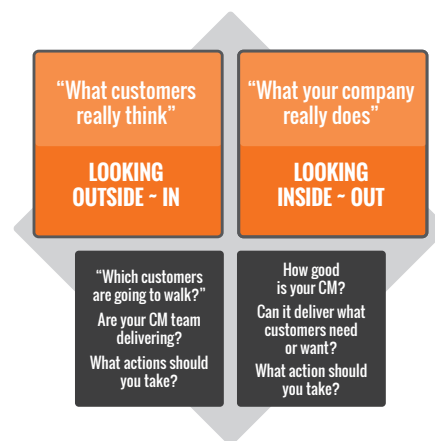 “What customers
really think”
LOOKING
OUTSIDE ~ IN
“What your company
really does”
LOOKING
INSIDE ~ OUT
“Which customers
are going to walk?”
Are your CM team
delivering?
What actions should
you take?
How good
is your CM?
Can it deliver what
customers need
or want?
What action should
you take?